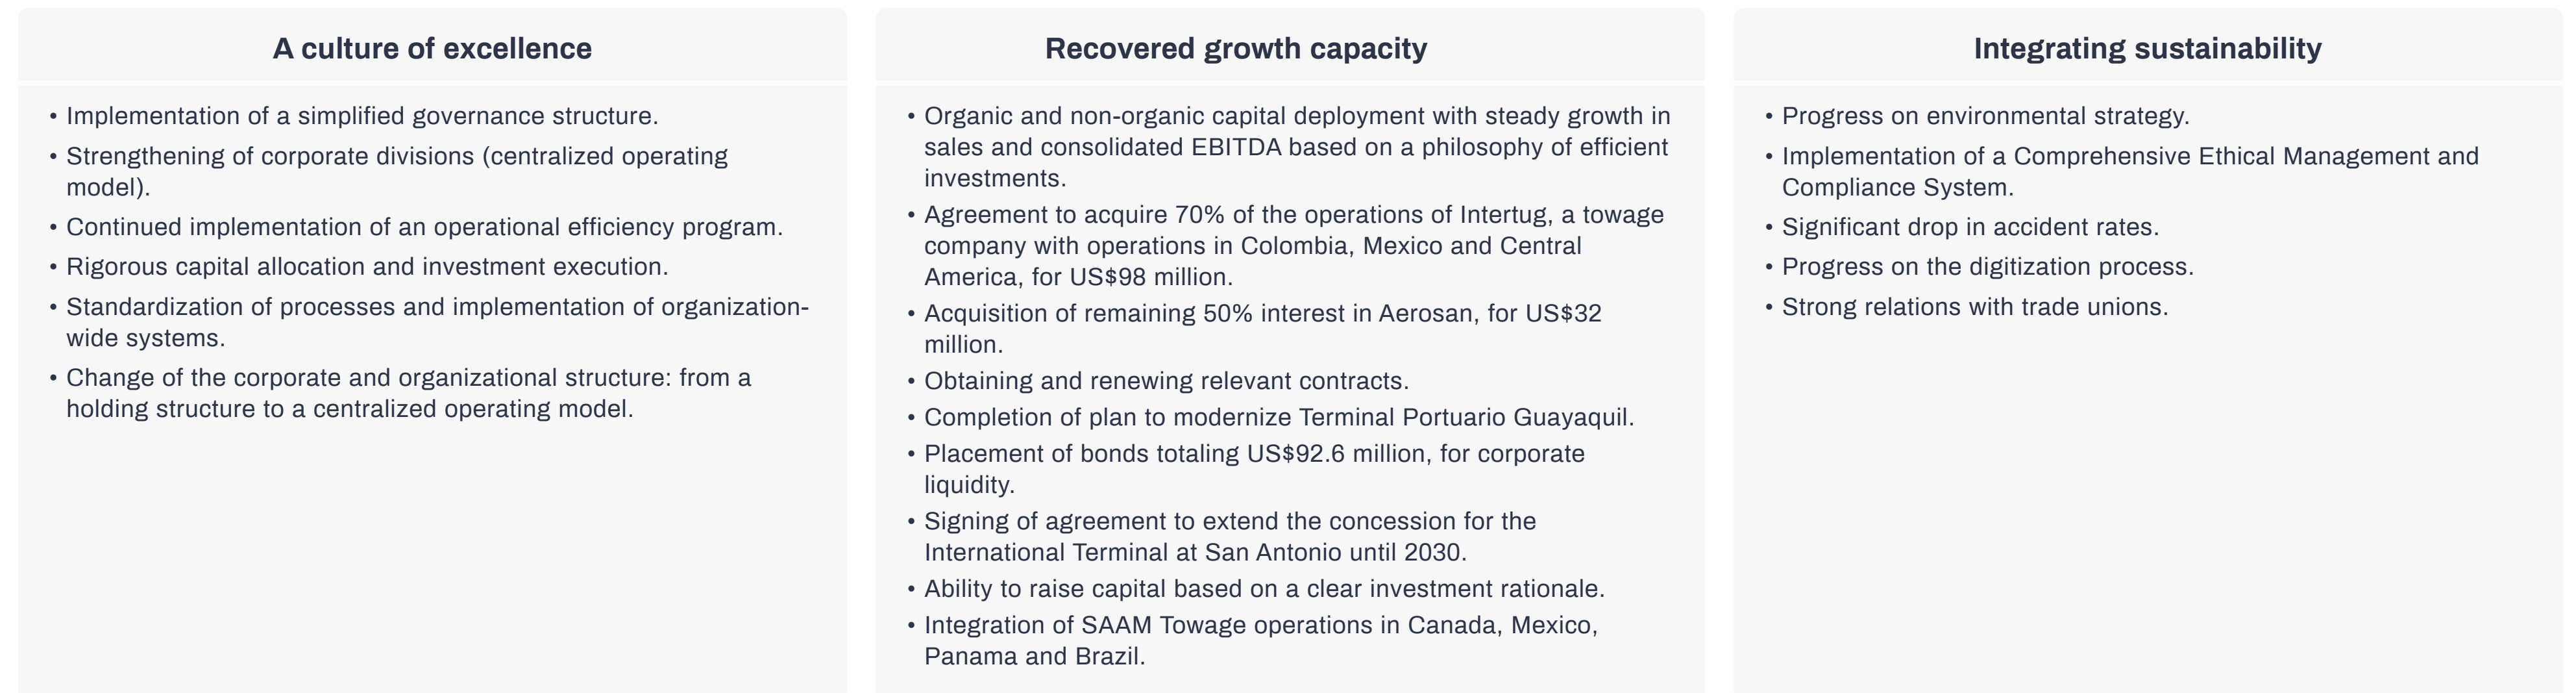 A culture of excellence
• Implementation of a simplified governance structure.
• Strengthening of corporate divisions (centralized operating
model).
• Continued implementation of an operational efficiency program.
• Rigorous capital allocation and investment execution.
• Standardization of processes and implementation of organization-
wide systems.
• Change of the corporate and organizational structure: from a
holding structure to a centralized operating model.
Recovered growth capacity
• Organic and non-organic capital deployment with steady growth in
sales and consolidated EBITDA based on a philosophy of efficient
investments.
• Agreement to acquire 70% of the operations of Intertug, a towage
company with operations in Colombia, Mexico and Central
America, for US$98 million.
• Acquisition of remaining 50% interest in Aerosan, for US$32
million.
• Obtaining and renewing relevant contracts.
• Completion of plan to modernize Terminal Portuario Guayaquil.
• Placement of bonds totaling US$92.6 million, for corporate
liquidity.
• Signing of agreement to extend the concession for the
International Terminal at San Antonio until 2030.
• Ability to raise capital based on a clear investment rationale.
• Integration of SAAM Towage operations in Canada, Mexico,
Panama and Brazil.
Integrating sustainability
• Progress on environmental strategy.
• Implementation of a Comprehensive Ethical Management and
Compliance System.
• Significant drop in accident rates.
• Progress on the digitization process.
• Strong relations with trade unions.